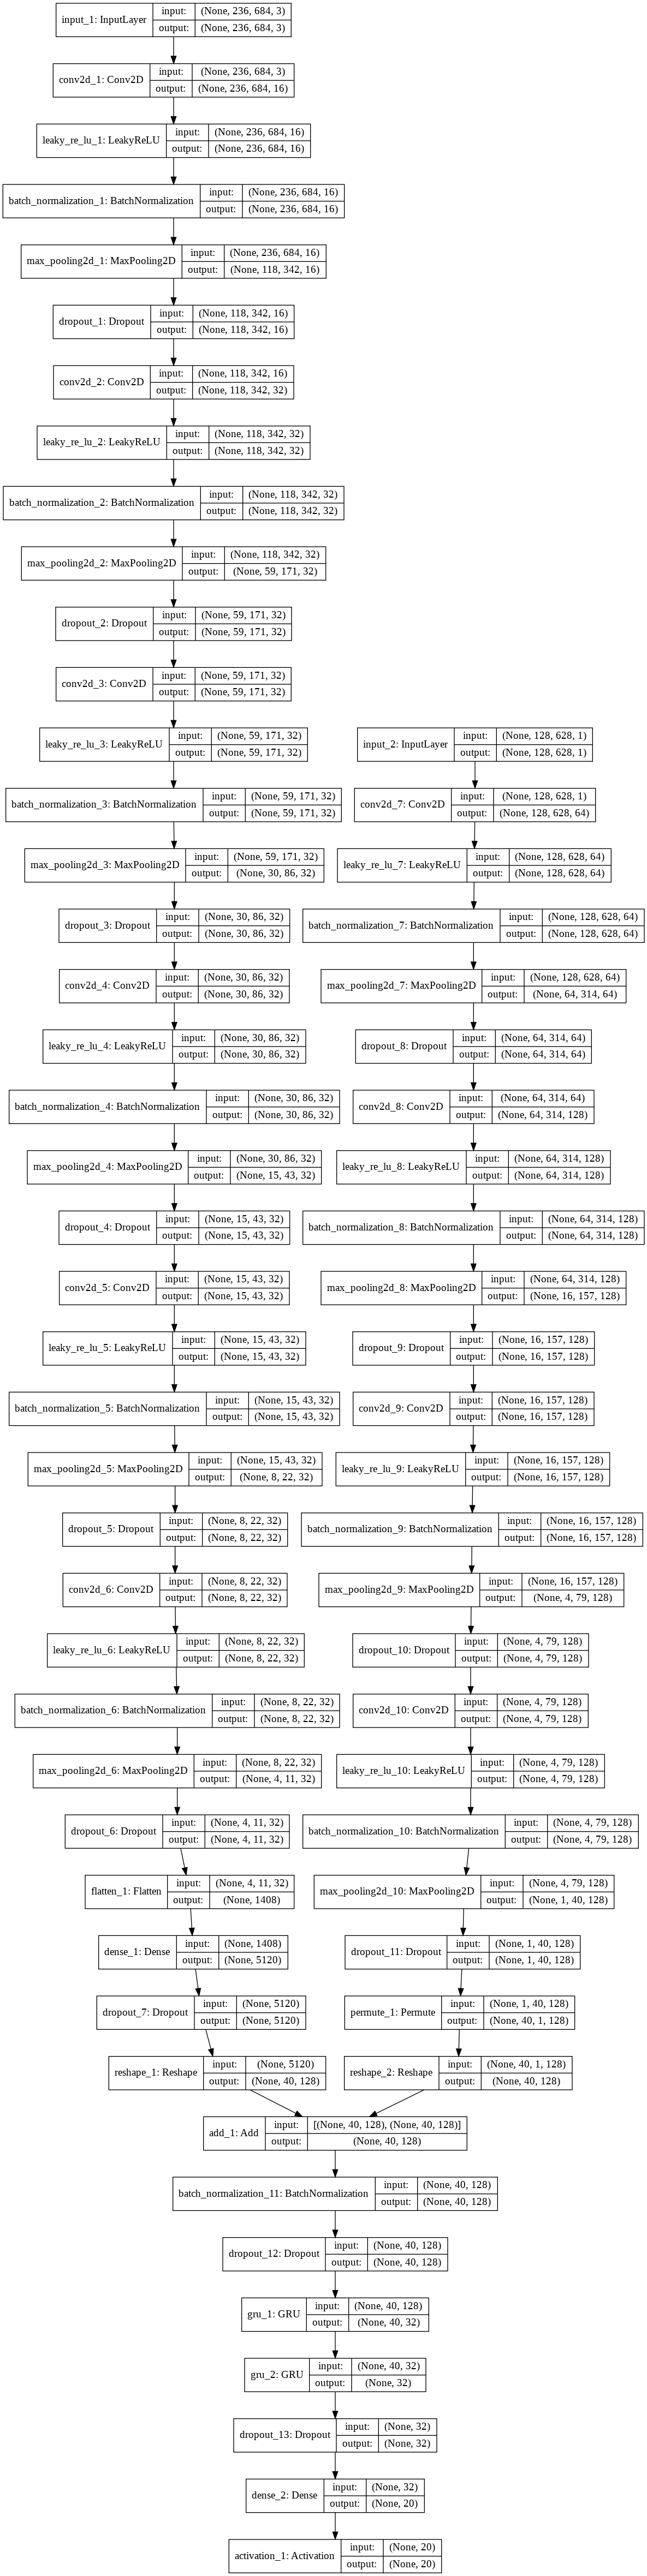 input_1: InputLayer
input: (None, 236, 684, 3)
output: (None, 236, 684, 3)
conv2d_1: Conv2D
input: (None, 236, 684, 3)
output: (None, 236, 684, 16)
leaky_re_lu_1: LeakyReLU
input: (None, 236, 684, 16)
output: (None, 236, 684, 16)
batch_normalization_1: BatchNormalization
input: (None, 236, 684, 16)
output: (None, 236, 684, 16)
max_pooling2d_1: MaxPooling2D
input: (None, 236, 684, 16)
output: (None, 118, 342, 16)
dropout_1: Dropout
input: (None, 118, 342, 16)
output: (None, 118, 342, 16)
conv2d_2: Conv2D
input: (None, 118, 342, 16)
output: (None, 118, 342, 32)
leaky_re_lu_2: LeakyReLU
input: (None, 118, 342, 32)
output: (None, 118, 342, 32)
batch_normalization_2: BatchNormalization
input: (None, 118, 342, 32)
output: (None, 118, 342, 32)
max_pooling2d_2: MaxPooling2D
input: (None, 118, 342, 32)
output: (None, 59, 171, 32)
dropout_2: Dropout
input: (None, 59, 171, 32)
output: (None, 59, 171, 32)
conv2d_3: Conv2D
input: (None, 59, 171, 32)
output: (None, 59, 171, 32)
leaky_re_lu_3: LeakyReLU
input: (None, 59, 171, 32)
output: (None, 59, 171, 32)
batch_normalization_3: BatchNormalization
input: (None, 59, 171, 32)
output: (None, 59, 171, 32)
max_pooling2d_3: MaxPooling2D
input: (None, 59, 171, 32)
output: (None, 30, 86, 32)
dropout_3: Dropout
input: (None, 30, 86, 32)
output: (None, 30, 86, 32)
conv2d_4: Conv2D
input: (None, 30, 86, 32)
output: (None, 30, 86, 32)
leaky_re_lu_4: LeakyReLU
input: (None, 30, 86, 32)
output: (None, 30, 86, 32)
batch_normalization_4: BatchNormalization
input: (None, 30, 86, 32)
output: (None, 30, 86, 32)
max_pooling2d_4: MaxPooling2D
input: (None, 30, 86, 32)
output: (None, 15, 43, 32)
dropout_4: Dropout
input: (None, 15, 43, 32)
output: (None, 15, 43, 32)
conv2d_5: Conv2D
input: (None, 15, 43, 32)
output: (None, 15, 43, 32)
leaky_re_lu_5: LeakyReLU
input: (None, 15, 43, 32)
output: (None, 15, 43, 32)
batch_normalization_5: BatchNormalization
input: (None, 15, 43, 32)
output: (None, 15, 43, 32)
max_pooling2d_5: MaxPooling2D
input: (None, 15, 43, 32)
output: (None, 8, 22, 32)
dropout_5: Dropout
input: (None, 8, 22, 32)
output: (None, 8, 22, 32)
conv2d_6: Conv2D
input: (None, 8, 22, 32)
output: (None, 8, 22, 32)
leaky_re_lu_6: LeakyReLU
input: (None, 8, 22, 32)
output: (None, 8, 22, 32)
batch_normalization_6: BatchNormalization
input: (None, 8, 22, 32)
output: (None, 8, 22, 32)
max_pooling2d_6: MaxPooling2D
input: (None, 8, 22, 32)
output: (None, 4, 11, 32)
dropout_6: Dropout
input: (None, 4, 11, 32)
output: (None, 4, 11, 32)
flatten_1: Flatten
input: (None, 4, 11, 32)
output: (None, 1408)
dense_1: Dense
input: (None, 1408)
output: (None, 5120)
dropout_7: Dropout
input: (None, 5120)
output: (None, 5120)
reshape_1: Reshape
input: (None, 5120)
output: (None, 40, 128)
input_2: InputLayer
input: (None, 128, 628, 1)
output: (None, 128, 628, 1)
conv2d_7: Conv2D
input: (None, 128, 628, 1)
output: (None, 128, 628, 64)
leaky_re_lu_7: LeakyReLU
input: (None, 128, 628, 64)
output: (None, 128, 628, 64)
batch_normalization_7: BatchNormalization
input: (None, 128, 628, 64)
output: (None, 128, 628, 64)
max_pooling2d_7: MaxPooling2D
input: (None, 128, 628, 64)
output: (None, 64, 314, 64)
dropout_8: Dropout
input: (None, 64, 314, 64)
output: (None, 64, 314, 64)
conv2d_8: Conv2D
input: (None, 64, 314, 64)
output: (None, 64, 314, 128)
leaky_re_lu_8: LeakyReLU
input: (None, 64, 314, 128)
output: (None, 64, 314, 128)
batch_normalization_8: BatchNormalization
input: (None, 64, 314, 128)
output: (None, 64, 314, 128)
max_pooling2d_8: MaxPooling2D
input: (None, 64, 314, 128)
output: (None, 16, 157, 128)
dropout_9: Dropout
input: (None, 16, 157, 128)
output: (None, 16, 157, 128)
conv2d_9: Conv2D
input: (None, 16, 157, 128)
output: (None, 16, 157, 128)
leaky_re_lu_9: LeakyReLU
input: (None, 16, 157, 128)
output: (None, 16, 157, 128)
batch_normalization_9: BatchNormalization
input: (None, 16, 157, 128)
output: (None, 16, 157, 128)
max_pooling2d_9: MaxPooling2D
input: (None, 16, 157, 128)
output: (None, 4, 79, 128)
dropout_10: Dropout
input: (None, 4, 79, 128)
output: (None, 4, 79, 128)
conv2d_10: Conv2D
input: (None, 4, 79, 128)
output: (None, 4, 79, 128)
leaky_re_lu_10: LeakyReLU
input: (None, 4, 79, 128)
output: (None, 4, 79, 128)
batch_normalization_10: BatchNormalization
input: (None, 4, 79, 128)
output: (None, 4, 79, 128)
max_pooling2d_10: MaxPooling2D
input: (None, 4, 79, 128)
output: (None, 1, 40, 128)
dropout_11: Dropout
input: (None, 1, 40, 128)
output: (None, 1, 40, 128)
permute_1: Permute
input: (None, 1, 40, 128)
output: (None, 40, 1, 128)
reshape_2: Reshape
input: (None, 40, 1, 128)
output: (None, 40, 128)
add_1: Add
input: [(None, 40, 128), (None, 40, 128)]
output: (None, 40, 128)
batch_normalization_11: BatchNormalization
input: (None, 40, 128)
output: (None, 40, 128)
dropout_12: Dropout
input: (None, 40, 128)
output: (None, 40, 128)
gru_1: GRU
input: (None, 40, 128)
output: (None, 40, 32)
gru_2: GRU
input: (None, 40, 32)
output: (None, 32)
dropout_13: Dropout
input: (None, 32)
output: (None, 32)
dense_2: Dense
input: (None, 32)
output: (None, 20)
activation_1: Activation
input: (None, 20)
output: (None, 20)